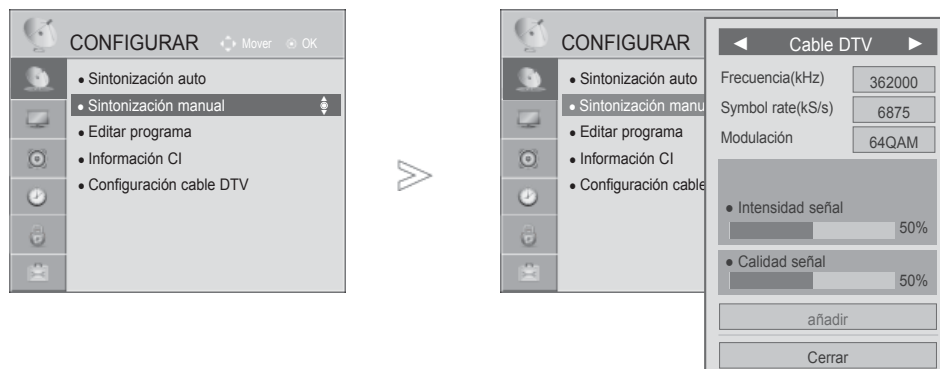 CONFIGURAR Mover OK
● Sintonización auto
● Sintonización manual
● Editar programa
● Información CI
● Configuración cable DTV
CONFIGURAR
● Sintonización auto
● Sintonización manu
● Editar programa
● Información CI
● Configuración cable
◄ Cable DTV ►
Frecuencia(kHz) 362000
Symbol rate(kS/s) 6875
Modulación 64QAM
● Intensidad señal
50%
● Calidad señal
50%
añadir
Cerrar